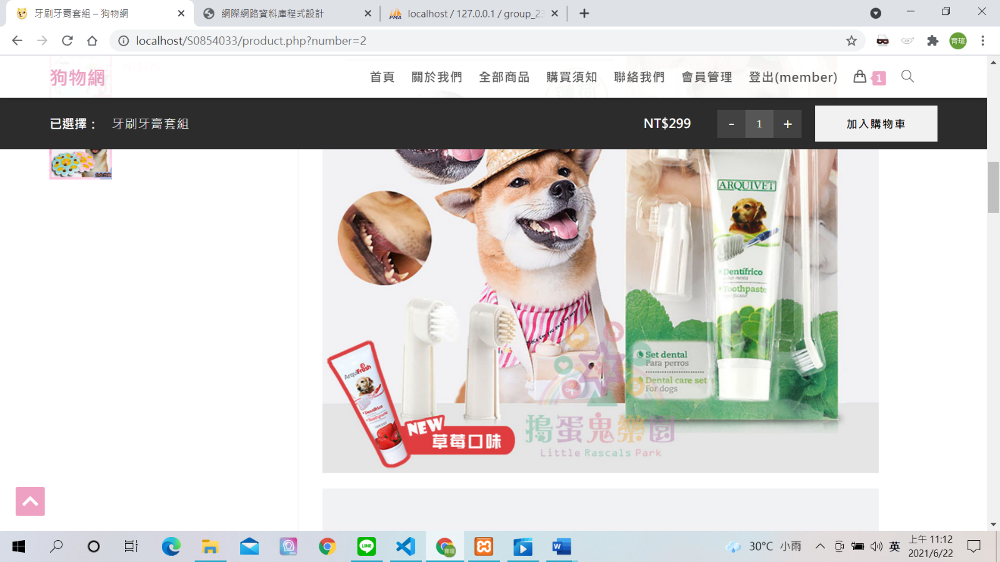 牙刷牙膏套組 – 狗物網
網際網路資料庫程式設計
localhost / 127.0.0.1 / group_23
localhost/S0854033/product.php?number=2
育瑄
狗物網
首頁 關於我們 全部商品 購買須知 聯絡我們 會員管理 登出(member) 1
已選擇： 牙刷牙膏套組 NT$299 - 1 + 加入購物車
ARQUIVET
Dentífrico
sabor menta
Toothpaste
Set dental
Para perros
Dental care set
For dogs
ArquiFresh
Dentífrico
Toothpaste
NEW
草莓口味
搗蛋鬼樂園
Little Rascals Park
LINE
育瑄
W
30°C 小雨
英
上午 11:12
2021/6/22